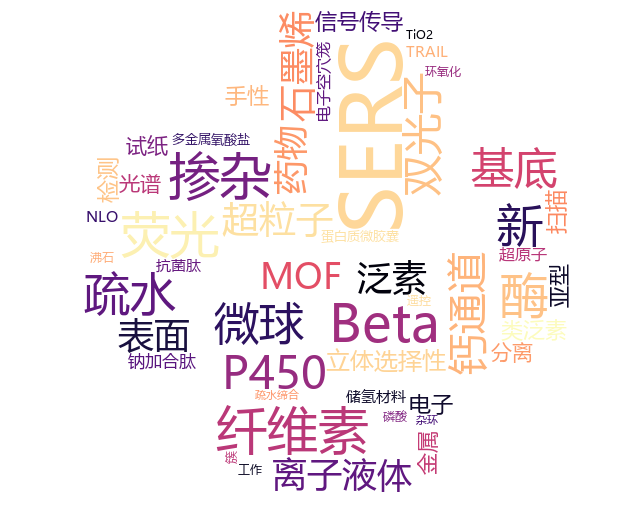 信号传导
TiO2
TRAIL
石墨烯
电子空穴笼
SERS
环氧化
双光子
手性
药物
多金属氧酸盐
试纸
检测
光谱
掺杂
基底
扫描
新
荧光
超粒子
蛋白质微胶囊
沸石
抗菌肽
超原子
MOF
泛素
钙通道
亚型
疏水
酶
微球
遥控
Beta
类泛素
表面
钠加合肽
P450
立体选择性
分离
疏水缔合
储氢材料
电子
纤维素
磷酸
杂环
金属
簇
工作
离子液体